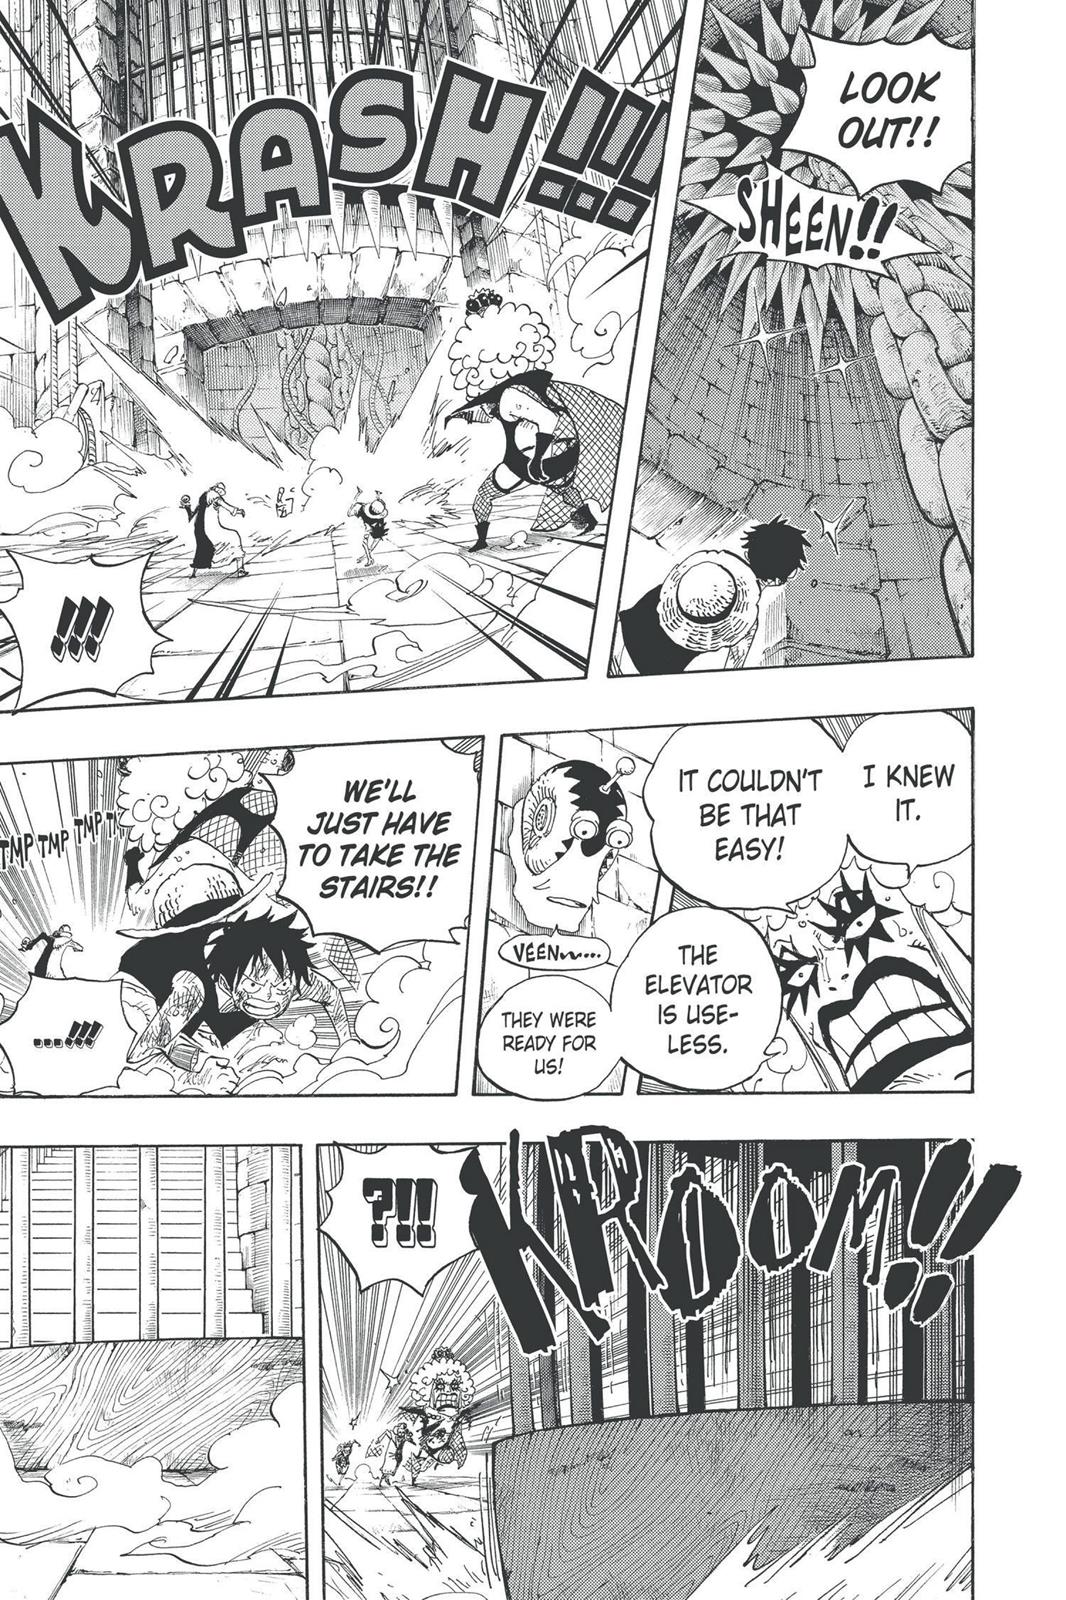 LOOK
OUT!!
SHEEN!!
KRASH!!!
!!!
I KNEW
IT.
IT COULDN'T
BE THAT
EASY!
THE
ELEVATOR
IS USE-
LESS.
VEEN...
THEY WERE
READY FOR
US!
WE'LL
JUST HAVE
TO TAKE THE
STAIRS!!
TMP TMP TMP
...!!!
KAROOM!!
?!!